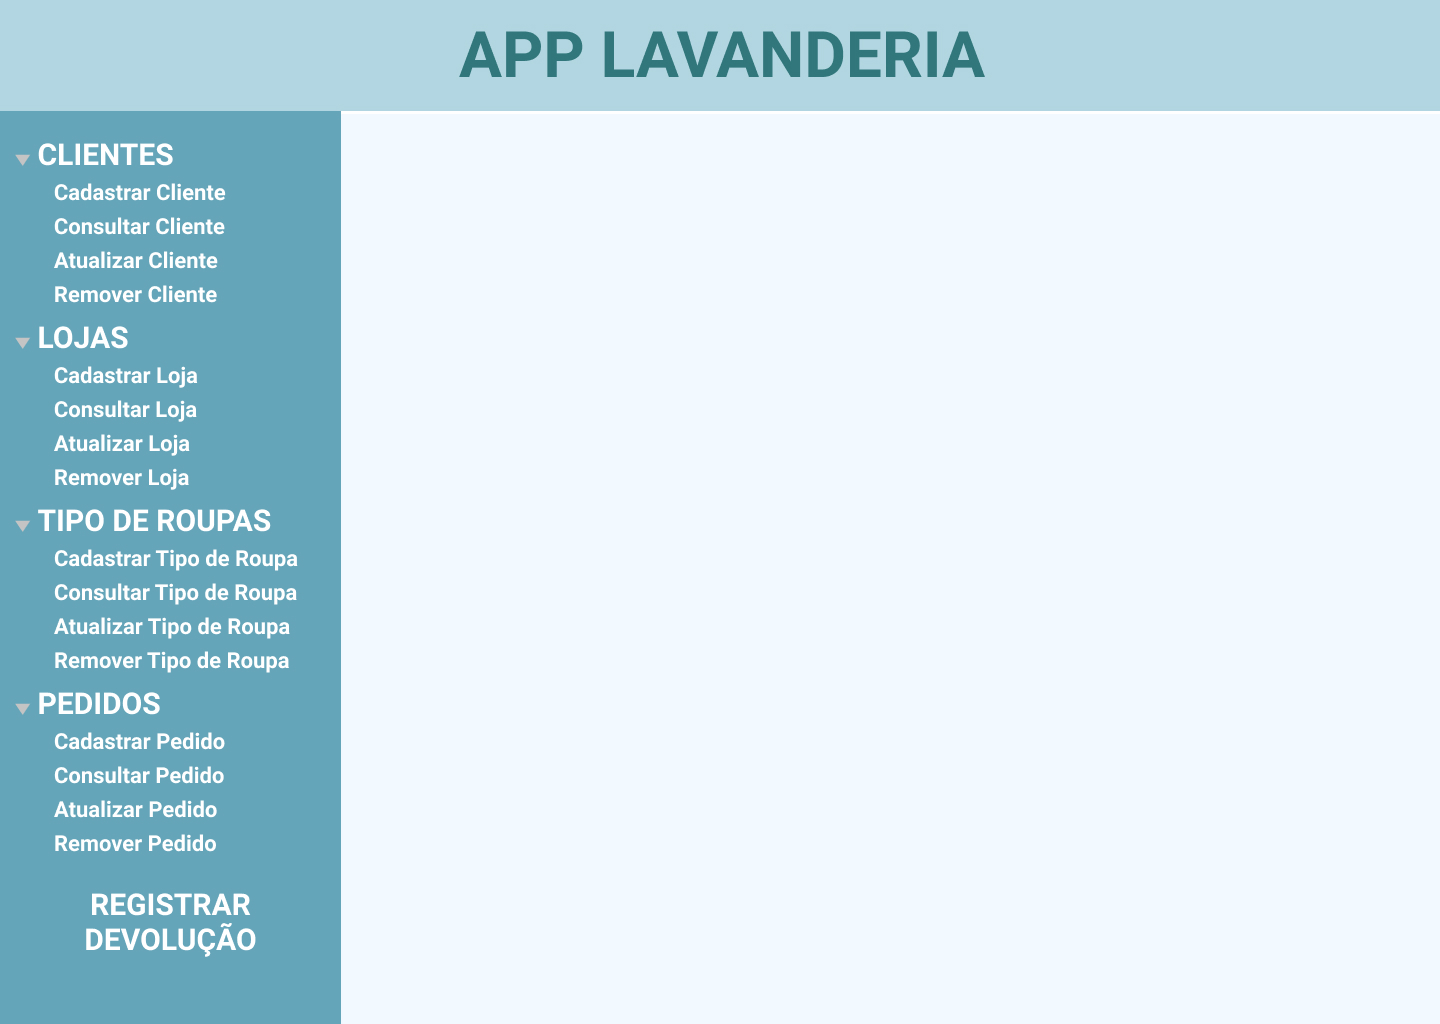 APP LAVANDERIA
CLIENTES
Cadastrar Cliente
Consultar Cliente
Atualizar Cliente
Remover Cliente
LOJAS
Cadastrar Loja
Consultar Loja
Atualizar Loja
Remover Loja
TIPO DE ROUPAS
Cadastrar Tipo de Roupa
Consultar Tipo de Roupa
Atualizar Tipo de Roupa
Remover Tipo de Roupa
PEDIDOS
Cadastrar Pedido
Consultar Pedido
Atualizar Pedido
Remover Pedido
REGISTRAR
DEVOLUÇÃO